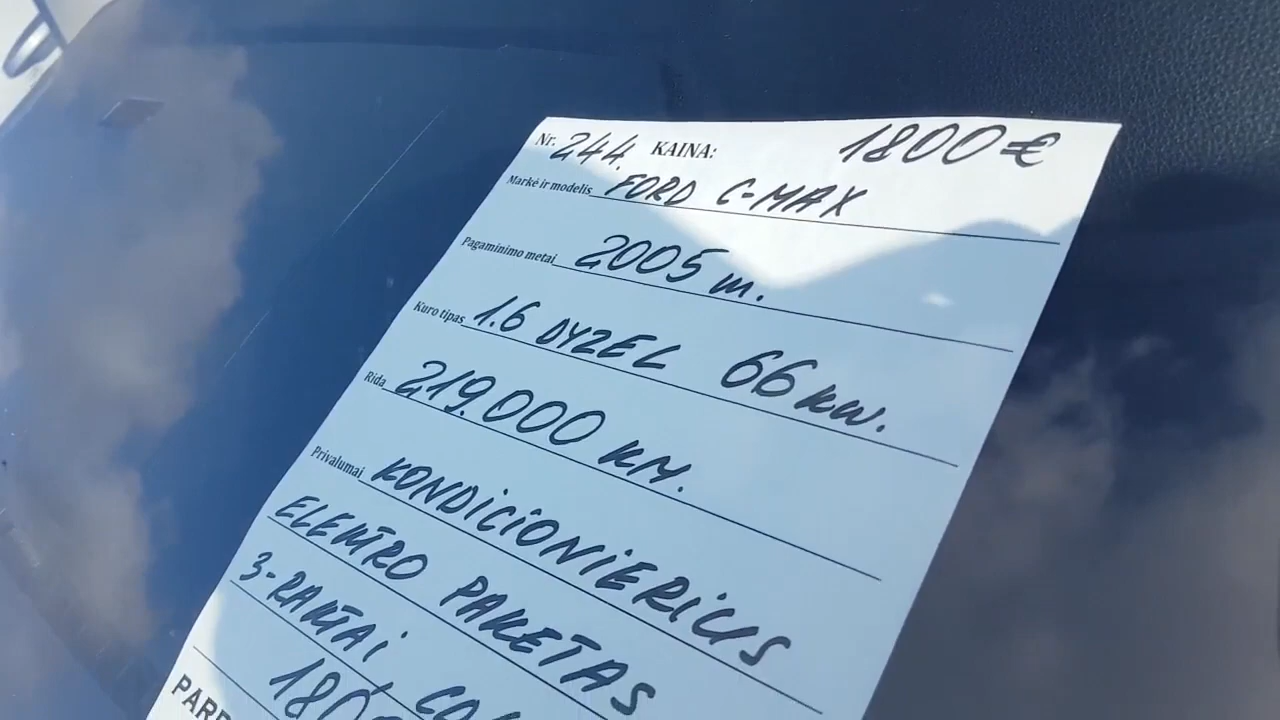 Nr. 244. KAINA: 1800 €
Markė ir modelis FORD C-MAX
Pagaminimo metai 2005 m.
Kuro tipas 1.6 DYZEL 66 kw.
Rida 219.000 KM.
Privalumai KONDICIONIERIUS
ELEKTRO PAKETAS
3-RAKTAI